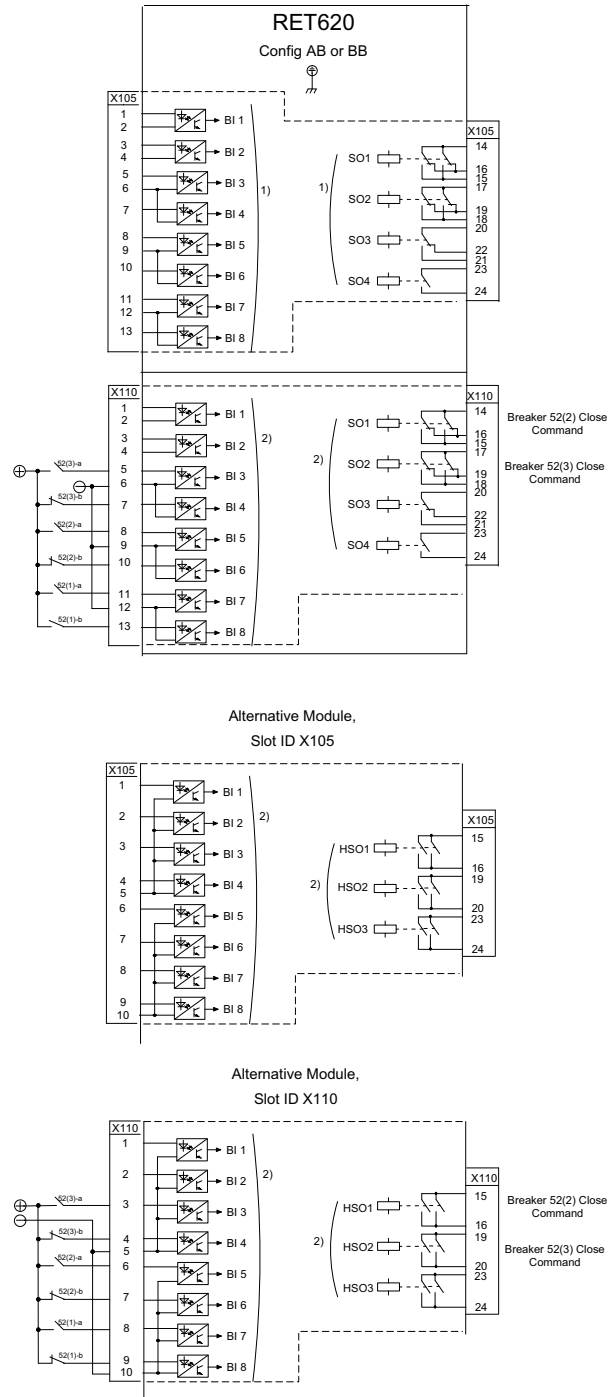 RET620
Config AB or BB
X105
1
2
BI 1
3
4
BI 2
5
6
BI 3
7
BI 4
8
9
BI 5
10
BI 6
11
12
BI 7
13
BI 8
1)
1)
SO1
SO2
SO3
SO4
X105
14
16
15
17
19
18
20
22
21
23
24
X110
1
2
BI 1
3
4
BI 2
52(3)-a
5
6
BI 3
52(3)-b
7
BI 4
52(2)-a
8
9
BI 5
52(2)-b
10
BI 6
52(1)-a
11
12
BI 7
52(1)-b
13
BI 8
2)
2)
SO1
SO2
SO3
SO4
X110
14
16
15
17
19
18
20
22
21
23
24
Breaker 52(2) Close
Command
Breaker 52(3) Close
Command
Alternative Module,
Slot ID X105
X105
1
BI 1
2
BI 2
3
BI 3
4
5
BI 4
6
BI 5
7
BI 6
8
BI 7
9
10
BI 8
2)
2)
HSO1
HSO2
HSO3
X105
15
16
19
20
23
24
Alternative Module,
Slot ID X110
X110
1
BI 1
2
BI 2
52(3)-a
3
BI 3
52(3)-b
4
5
BI 4
52(2)-a
6
BI 5
52(2)-b
7
BI 6
52(1)-a
8
BI 7
52(1)-b
9
10
BI 8
2)
2)
HSO1
HSO2
HSO3
X110
15
16
19
20
23
24
Breaker 52(2) Close
Command
Breaker 52(3) Close
Command